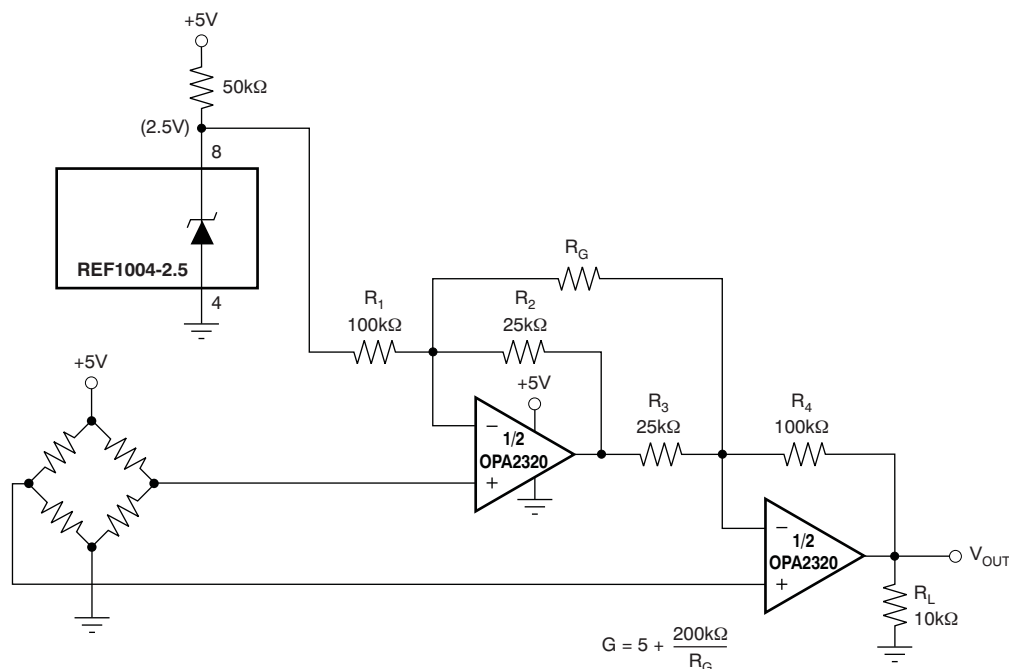 +5V
50kΩ
(2.5V)
8
REF1004-2.5
4
R_G
R_1
100kΩ
R_2
25kΩ
+5V
+5V
R_3
25kΩ
R_4
100kΩ
−
1/2
OPA2320
+
−
1/2
OPA2320
+
V_OUT
R_L
10kΩ
G = 5 + 200kΩ / R_G